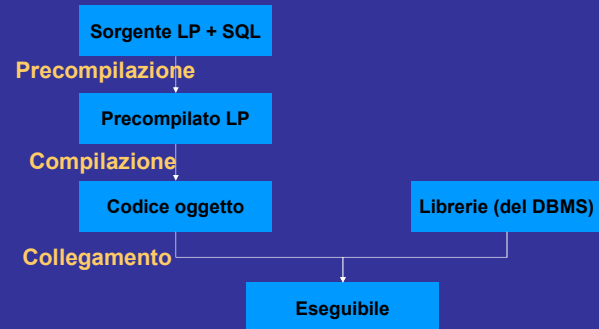 Sorgente LP + SQL
Precompilazione
Precompilato LP
Compilazione
Codice oggetto
Librerie (del DBMS)
Collegamento
Eseguibile